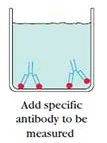 Add specific
antibody to be
measured